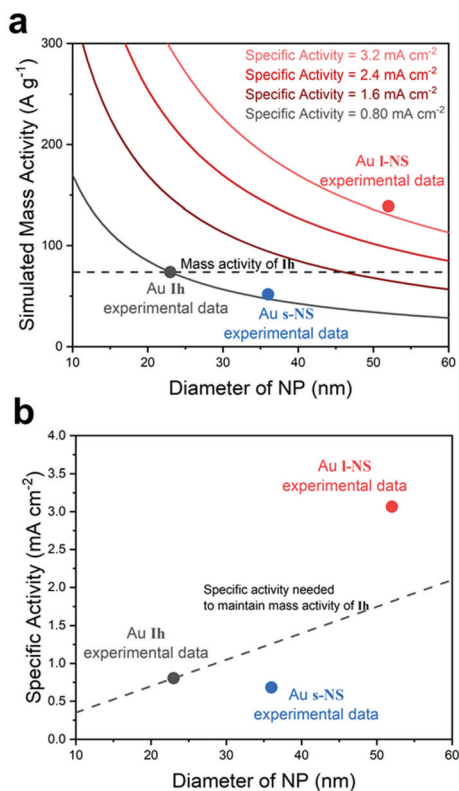 a
Specific Activity = 3.2 mA cm⁻²
Specific Activity = 2.4 mA cm⁻²
Specific Activity = 1.6 mA cm⁻²
Specific Activity = 0.80 mA cm⁻²
Simulated Mass Activity (A g⁻¹)
300
200
100
0
Au l-NS
experimental data
Mass activity of Ih
Au Ih
experimental data
Au s-NS
experimental data
10 20 30 40 50 60
Diameter of NP (nm)
b
Specific Activity (mA cm⁻²)
4.0
3.5
3.0
2.5
2.0
1.5
1.0
0.5
0.0
Au l-NS
experimental data
Specific activity needed
to maintain mass activity of Ih
Au Ih
experimental data
Au s-NS
experimental data
10 20 30 40 50 60
Diameter of NP (nm)